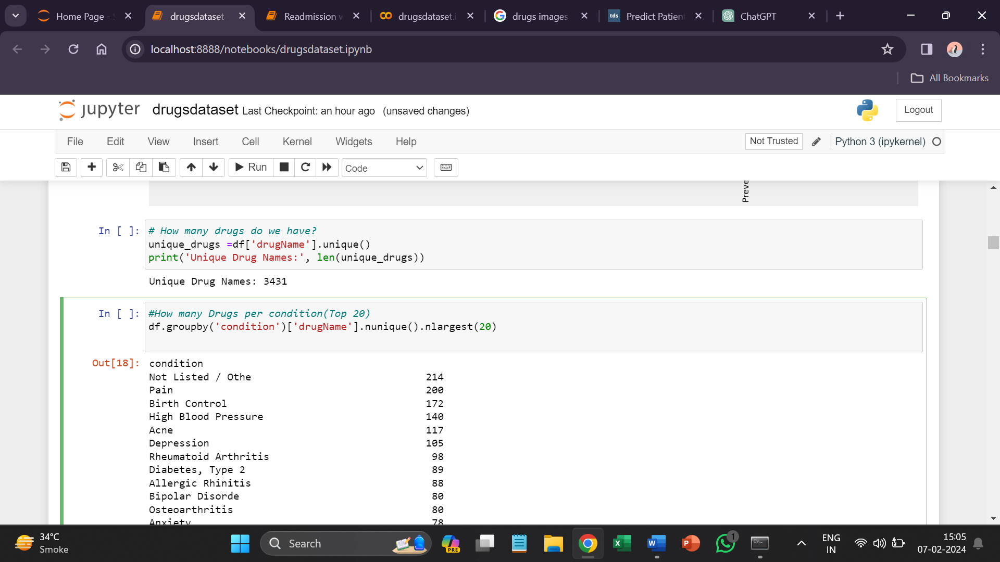 Home Page - S
drugsdataset -
Readmission w
drugsdataset.i
drugs images
tds Predict Patient
ChatGPT
localhost:8888/notebooks/drugsdataset.ipynb
All Bookmarks
jupyter drugsdataset Last Checkpoint: an hour ago (unsaved changes)
Logout
File Edit View Insert Cell Kernel Widgets Help
Not Trusted
Python 3 (ipykernel)
Run
Code
Preve
In [ ]: # How many drugs do we have?
unique_drugs =df['drugName'].unique()
print('Unique Drug Names:', len(unique_drugs))
Unique Drug Names: 3431
In [ ]: #How many Drugs per condition(Top 20)
df.groupby('condition')['drugName'].nunique().nlargest(20)
Out[18]: condition
Not Listed / Othe 214
Pain 200
Birth Control 172
High Blood Pressure 140
Acne 117
Depression 105
Rheumatoid Arthritis 98
Diabetes, Type 2 89
Allergic Rhinitis 88
Bipolar Disorde 80
Osteoarthritis 80
Anxiety 78
34°C
Smoke
Search
PRE
1
ENG
IN
15:05
07-02-2024